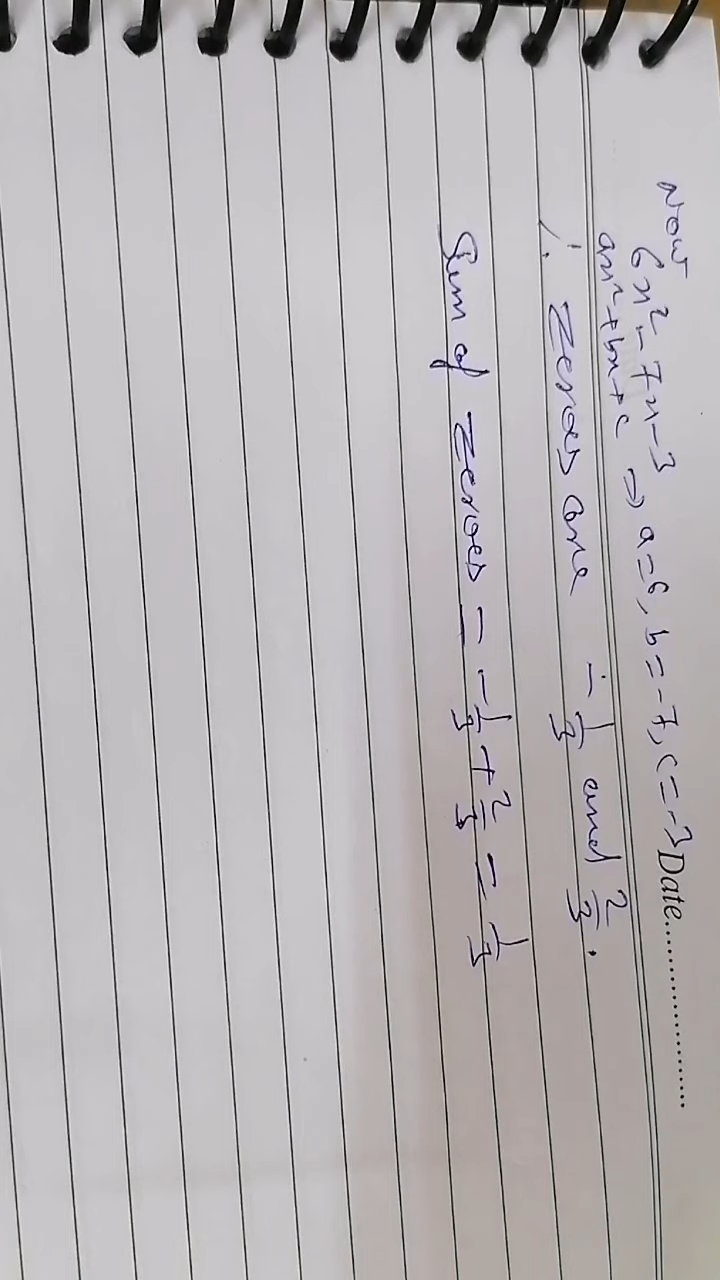 Now
6x² - 7x - 3
ax² + bx + c ⇒ a = 6, b = -7, c = -3
Date....................
∴ Zeroes are - 1/3 and 2/3.
Sum of Zeroes = - 1/3 + 2/3 = 1/3